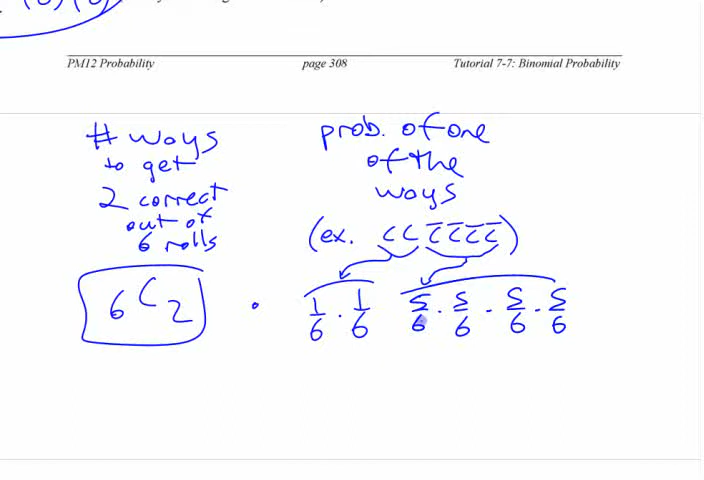 PM12 Probability page 308 Tutorial 7-7: Binomial Probability
# ways
to get
2 correct
out of
6 rolls
prob. of one
of the
ways
(ex. C C C̅ C̅ C̅ C̅)
6C2 · 1/6 · 1/6 5/6 · 5/6 · 5/6 · 5/6